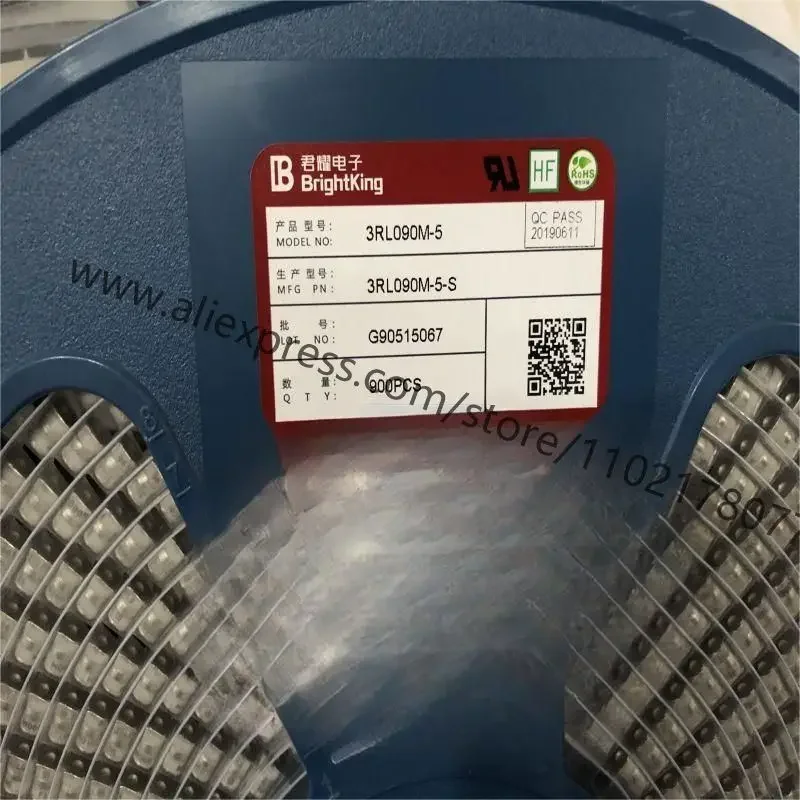 君耀电子
BrightKing
HF
RoHS
产品型号:
MODEL NO:
3RL090M-5
QC PASS
20190611
生产型号:
MFG PN:
3RL090M-5-S
批 号:
LOT NO:
G90515067
数 量:
Q T Y:
900PCS
www.aliexpress.com/store/1102178077